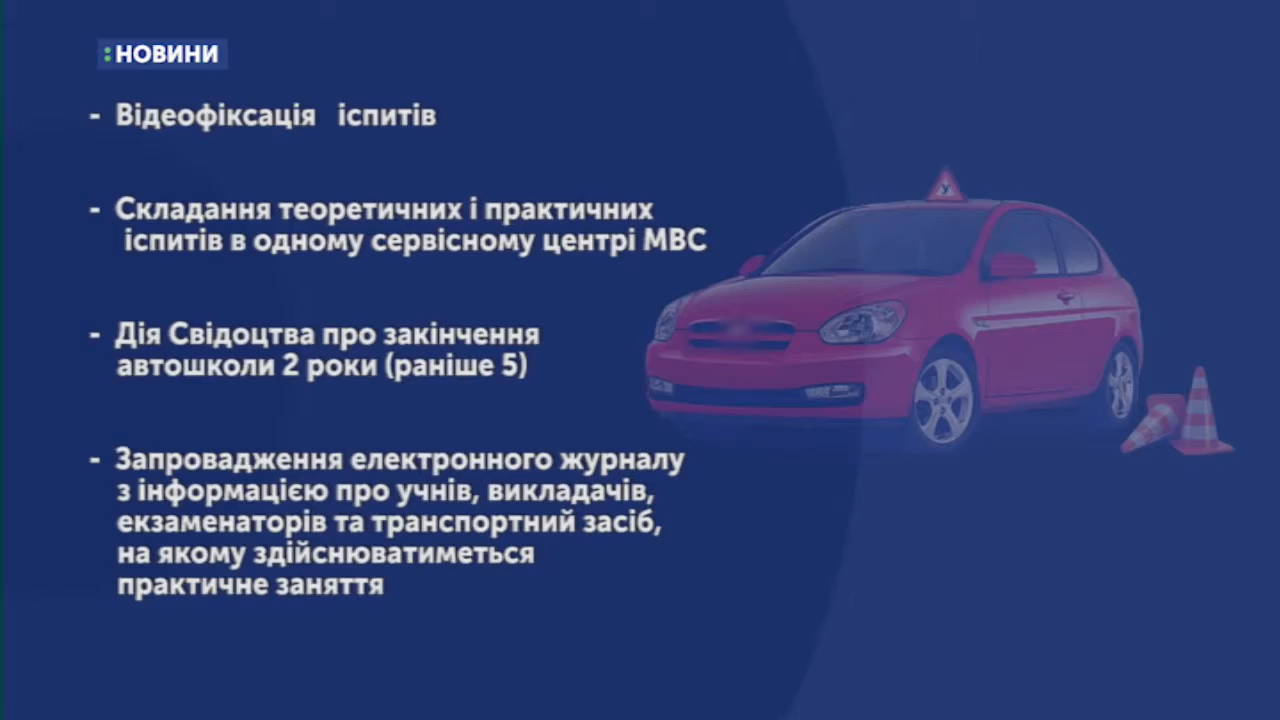 :НОВИНИ
- Відеофіксація іспитів
- Складання теоретичних і практичних
іспитів в одному сервісному центрі МВС
- Дія Свідоцтва про закінчення
автошколи 2 роки (раніше 5)
- Запровадження електронного журналу
з інформацією про учнів, викладачів,
екзаменаторів та транспортний засіб,
на якому здійснюватиметься
практичне заняття
У